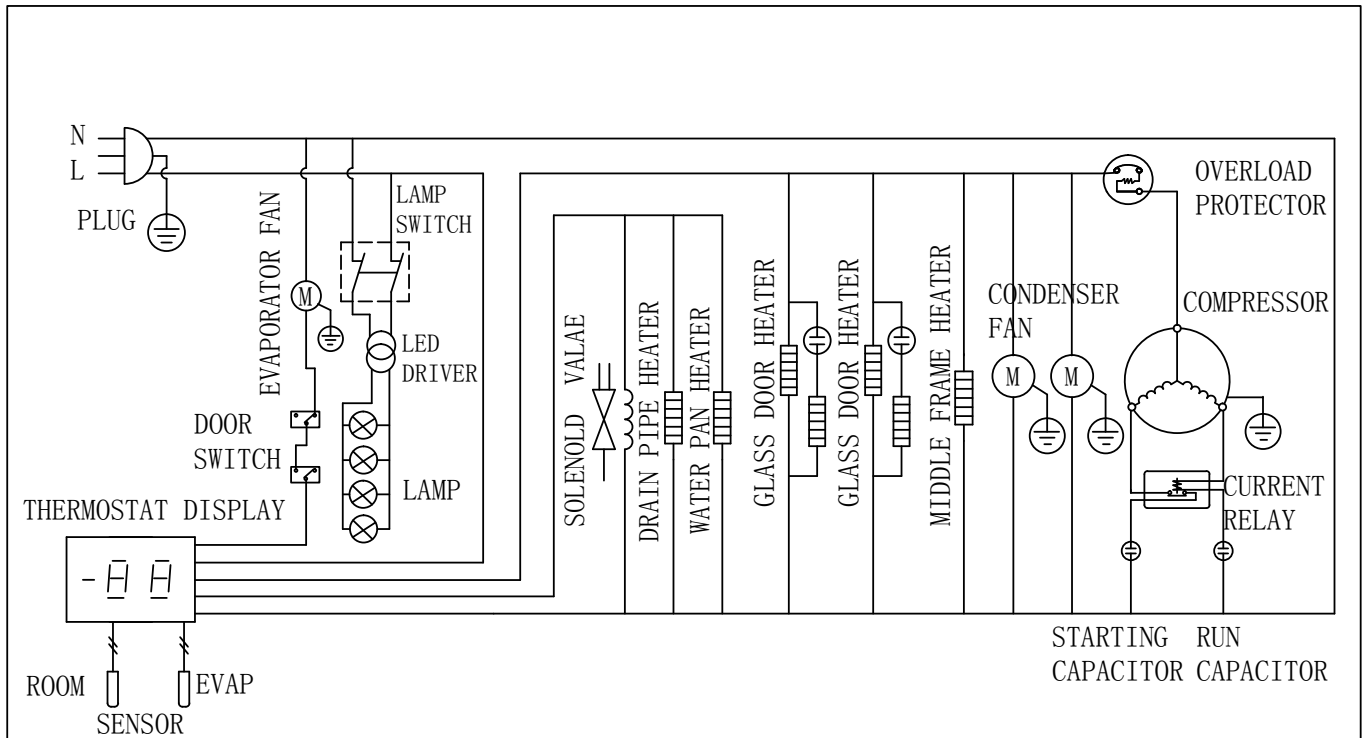 N
L
PLUG
EVAPORATOR FAN
M
LAMP
SWITCH
LED
DRIVER
DOOR
SWITCH
LAMP
THERMOSTAT DISPLAY
-88
ROOM
EVAP
SENSOR
SOLENOLD VALAE
DRAIN PIPE HEATER
WATER PAN HEATER
GLASS DOOR HEATER
GLASS DOOR HEATER
MIDDLE FRAME HEATER
CONDENSER
FAN
M
M
OVERLOAD
PROTECTOR
COMPRESSOR
CURRENT
RELAY
STARTING
CAPACITOR
RUN
CAPACITOR